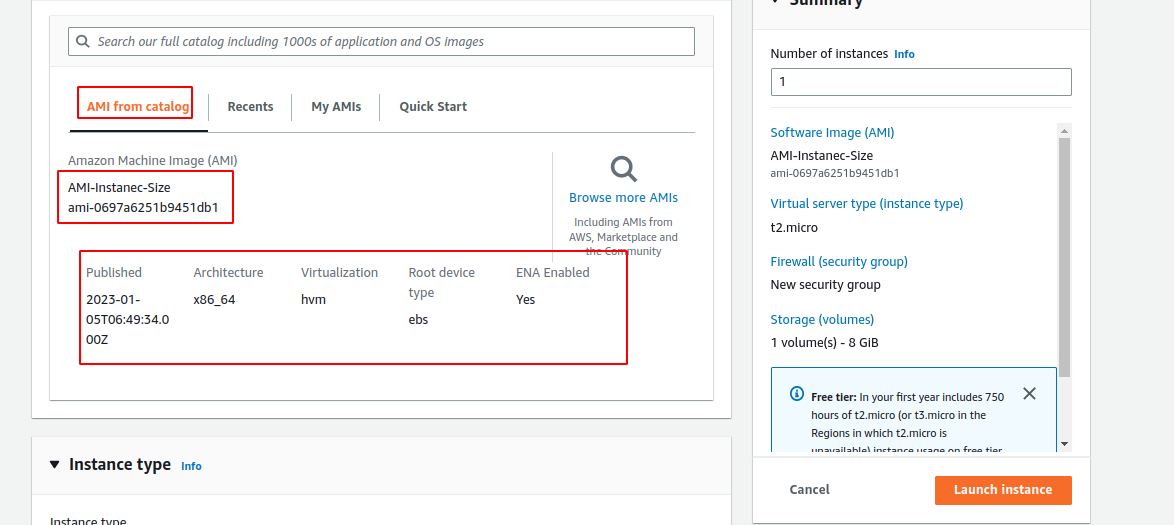 Summary
Search our full catalog including 1000s of application and OS images
AMI from catalog
Recents
My AMIs
Quick Start
Amazon Machine Image (AMI)
AMI-Instanec-Size
ami-0697a6251b9451db1
Browse more AMIs
Including AMIs from
AWS, Marketplace and
the Community
Published
Architecture
Virtualization
Root device
type
ENA Enabled
2023-01-
05T06:49:34.0
00Z
x86_64
hvm
ebs
Yes
Instance type Info
Instance type
Number of instances Info
1
Software Image (AMI)
AMI-Instanec-Size
ami-0697a6251b9451db1
Virtual server type (instance type)
t2.micro
Firewall (security group)
New security group
Storage (volumes)
1 volume(s) - 8 GiB
Free tier: In your first year includes 750
hours of t2.micro (or t3.micro in the
Regions in which t2.micro is
unavailable) instance usage on free tier
Cancel
Launch instance